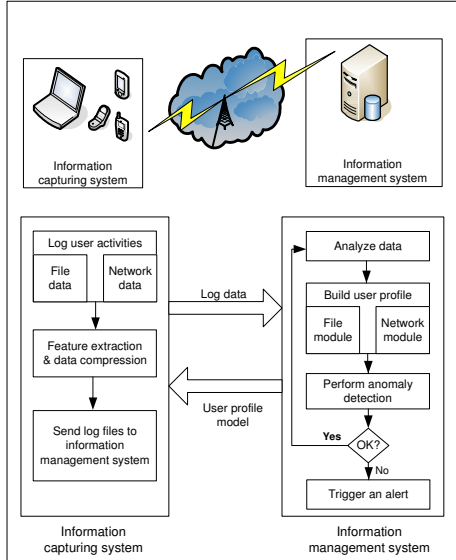 Information
capturing system
Information
management system
Log user activities
File
data
Network
data
Feature extraction
& data compression
Send log files to
information
management system
Log data
User profile
model
Analyze data
Build user profile
File
module
Network
module
Perform anomaly
detection
Yes
OK?
No
Trigger an alert
Information
capturing system
Information
management system